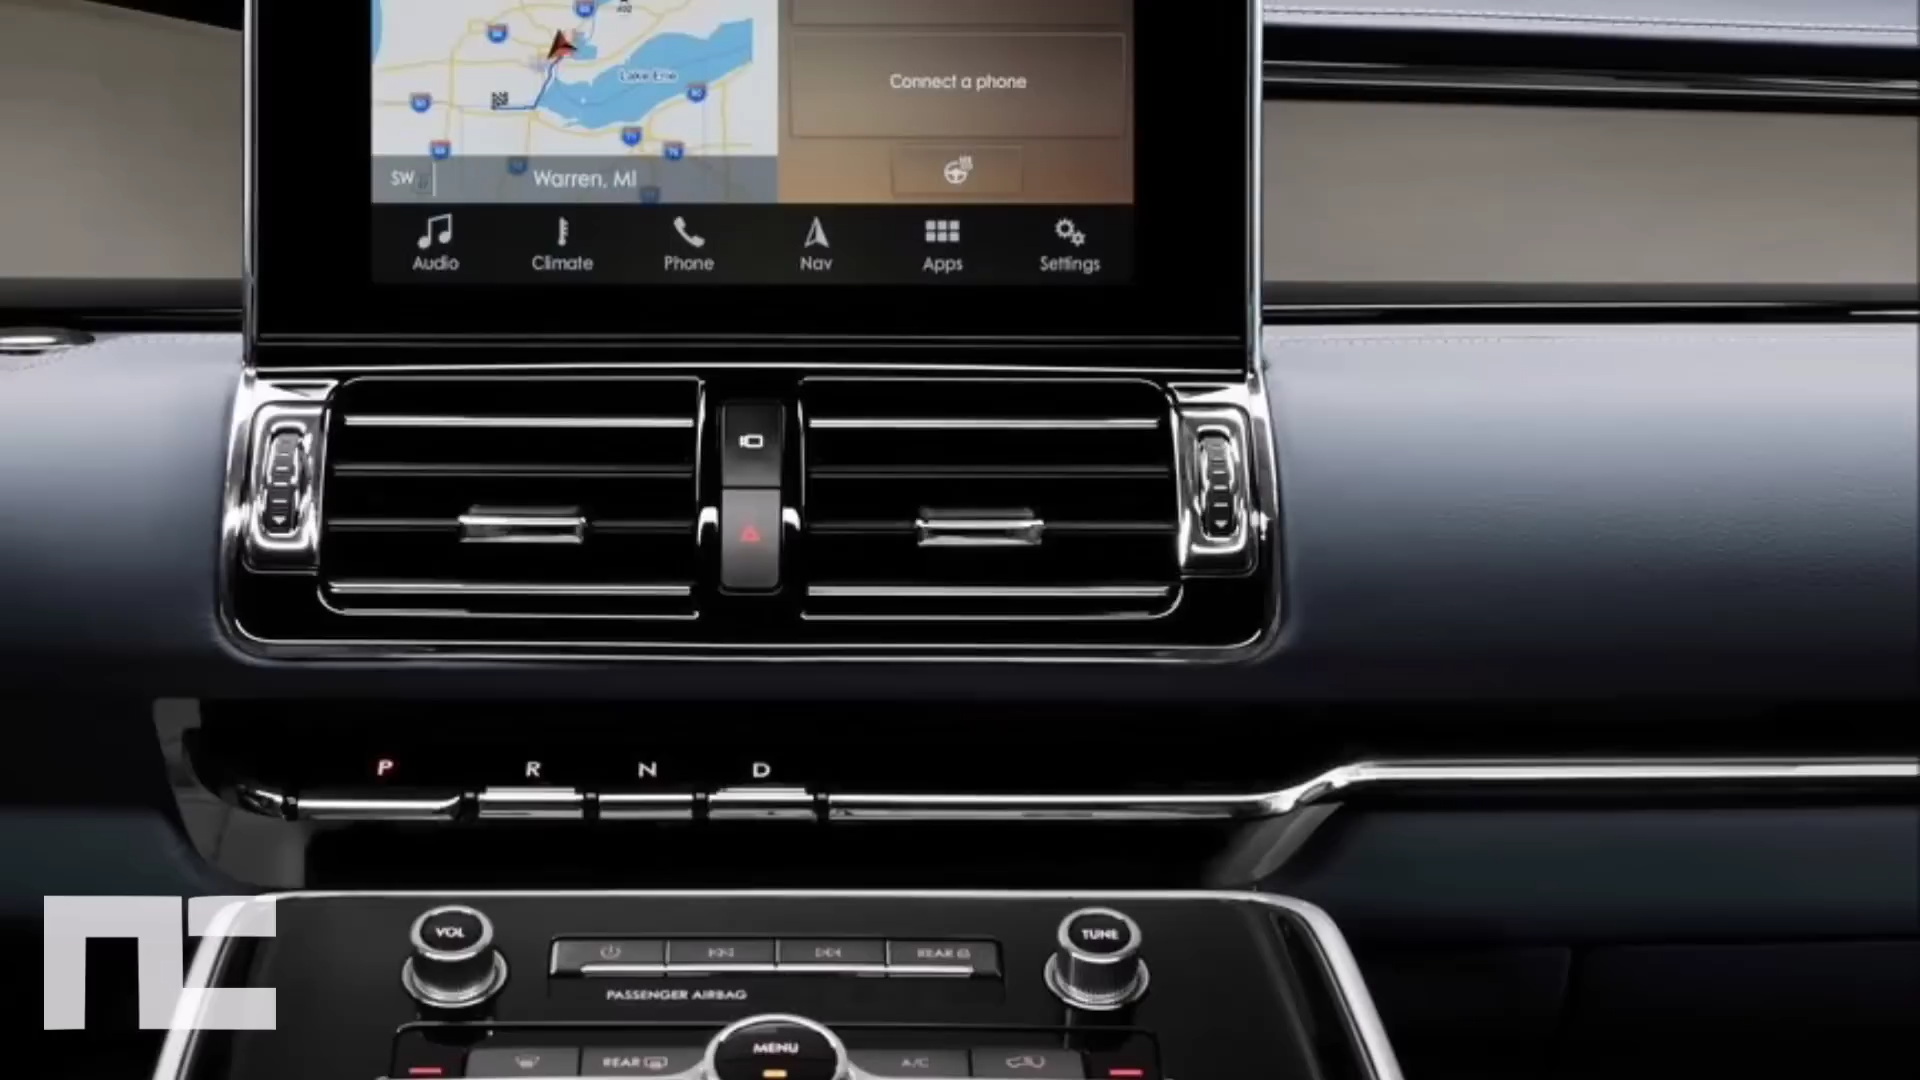 402
Lake Erie
Connect a phone
SW
Warren, MI
Audio
Climate
Phone
Nav
Apps
Settings
P R N D
VOL
TUNE
REAR
PASSENGER AIRBAG
MENU
REAR
A/C